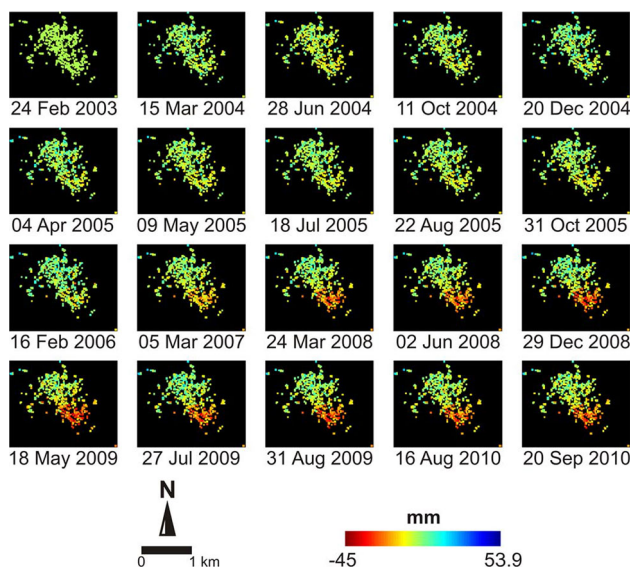 24 Feb 2003 15 Mar 2004 28 Jun 2004 11 Oct 2004 20 Dec 2004
04 Apr 2005 09 May 2005 18 Jul 2005 22 Aug 2005 31 Oct 2005
16 Feb 2006 05 Mar 2007 24 Mar 2008 02 Jun 2008 29 Dec 2008
18 May 2009 27 Jul 2009 31 Aug 2009 16 Aug 2010 20 Sep 2010
N
mm
0 1 km
-45 53.9